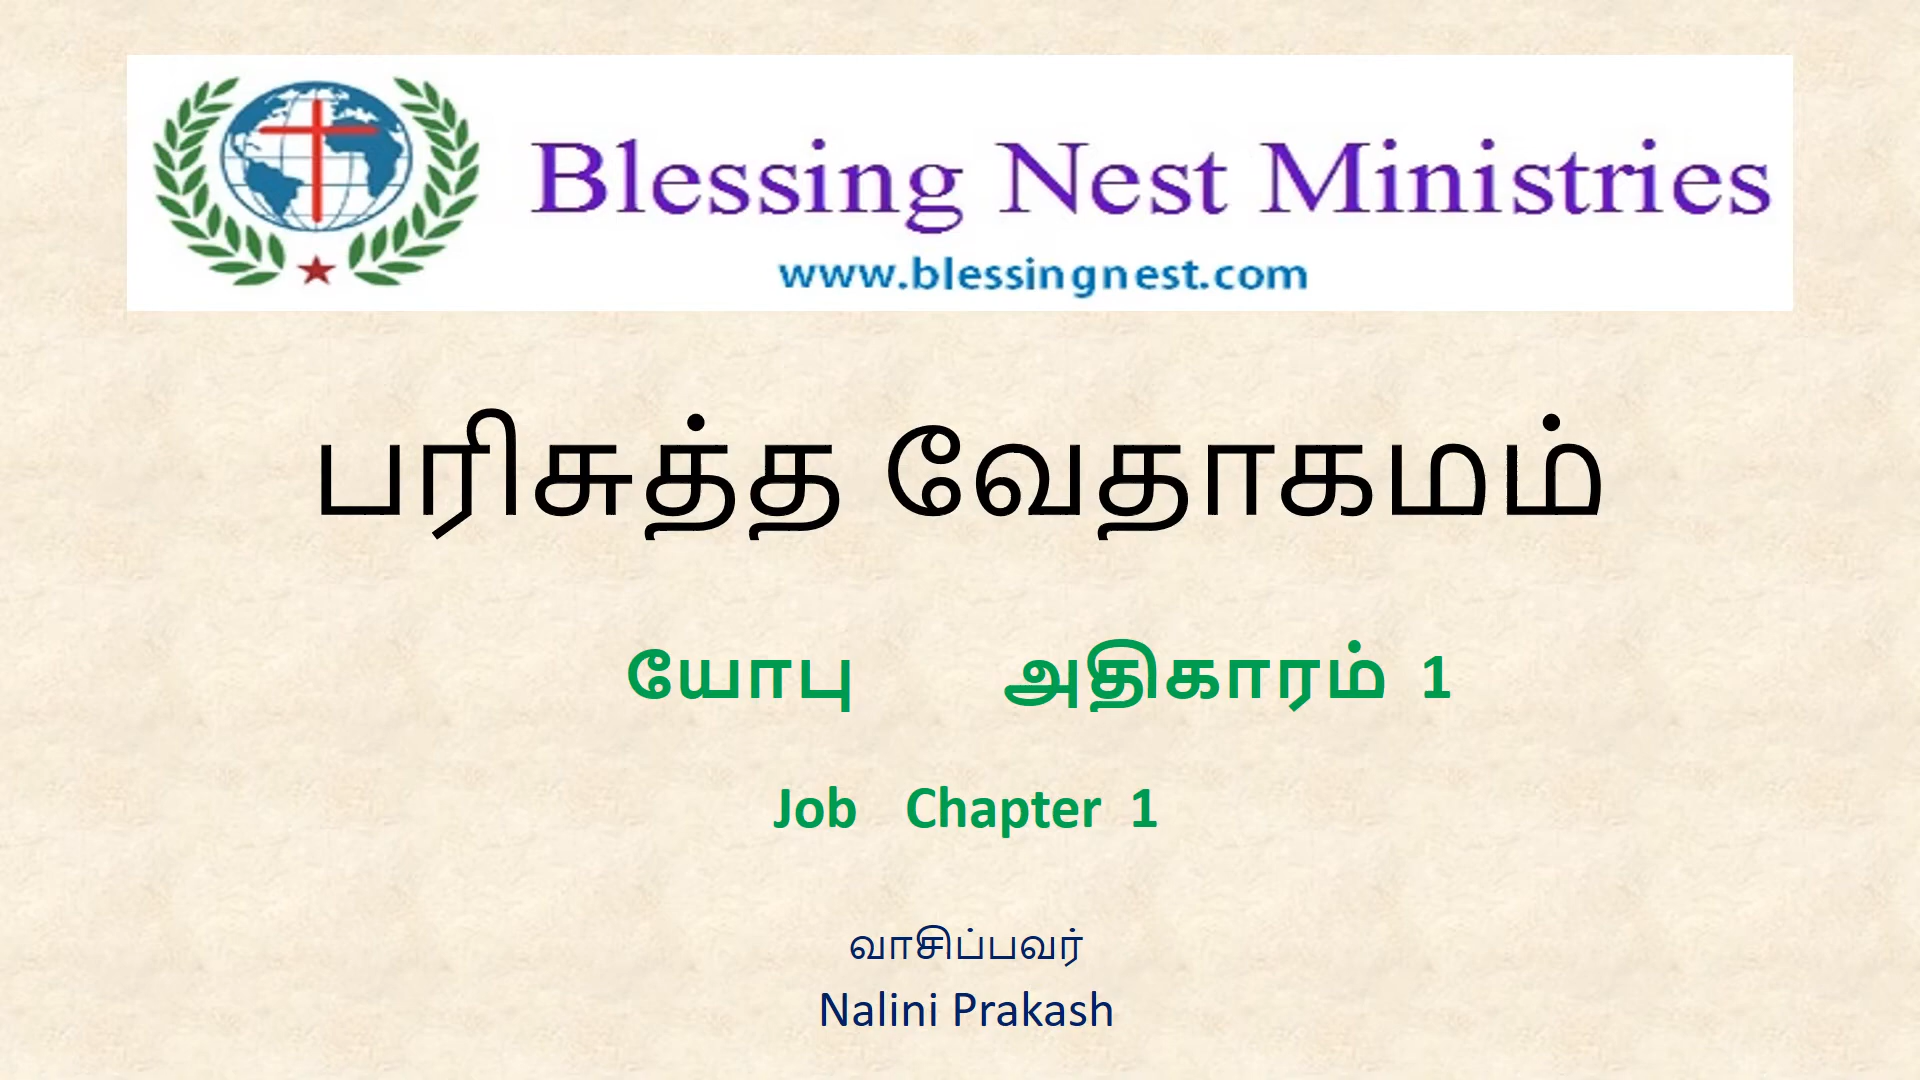 Blessing Nest Ministries
www.blessingnest.com
பரிசுத்த வேதாகமம்
யோபு அதிகாரம் 1
Job Chapter 1
வாசிப்பவர்
Nalini Prakash